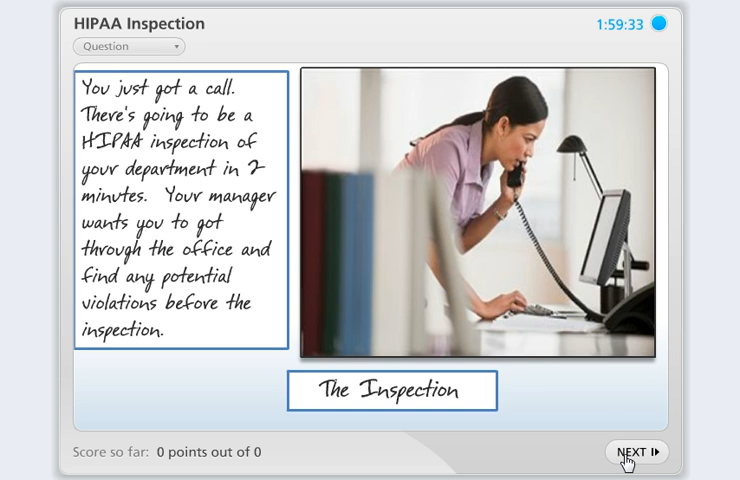 HIPAA Inspection
1:59:33
Question
You just got a call.
There's going to be a
HIPAA inspection of
your department in 2
minutes. Your manager
wants you to got
through the office and
find any potential
violations before the
inspection.
The Inspection
Score so far: 0 points out of 0
NEXT